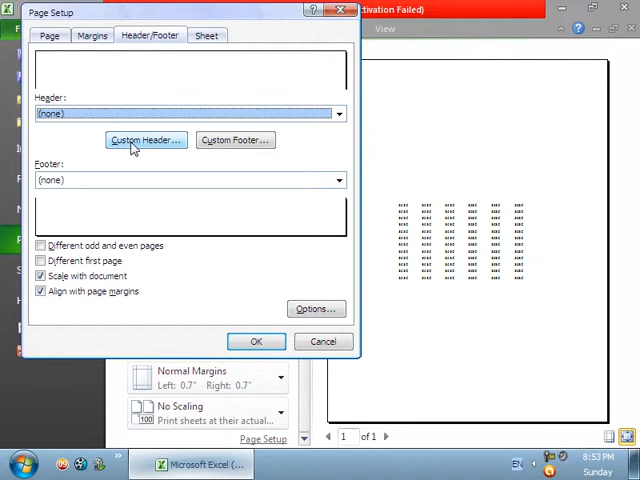 Page Setup
ctivation Failed)
View
Page
Margins
Header/Footer
Sheet
Header:
(none)
Custom Header...
Custom Footer...
Footer:
(none)
Different odd and even pages
Different first page
Scale with document
Align with page margins
Options...
OK
Cancel
Normal Margins
Left: 0.7" Right: 0.7"
No Scaling
100
Print sheets at their actual...
Page Setup
1 of 1
Microsoft Excel (...
EN
8:53 PM
Sunday